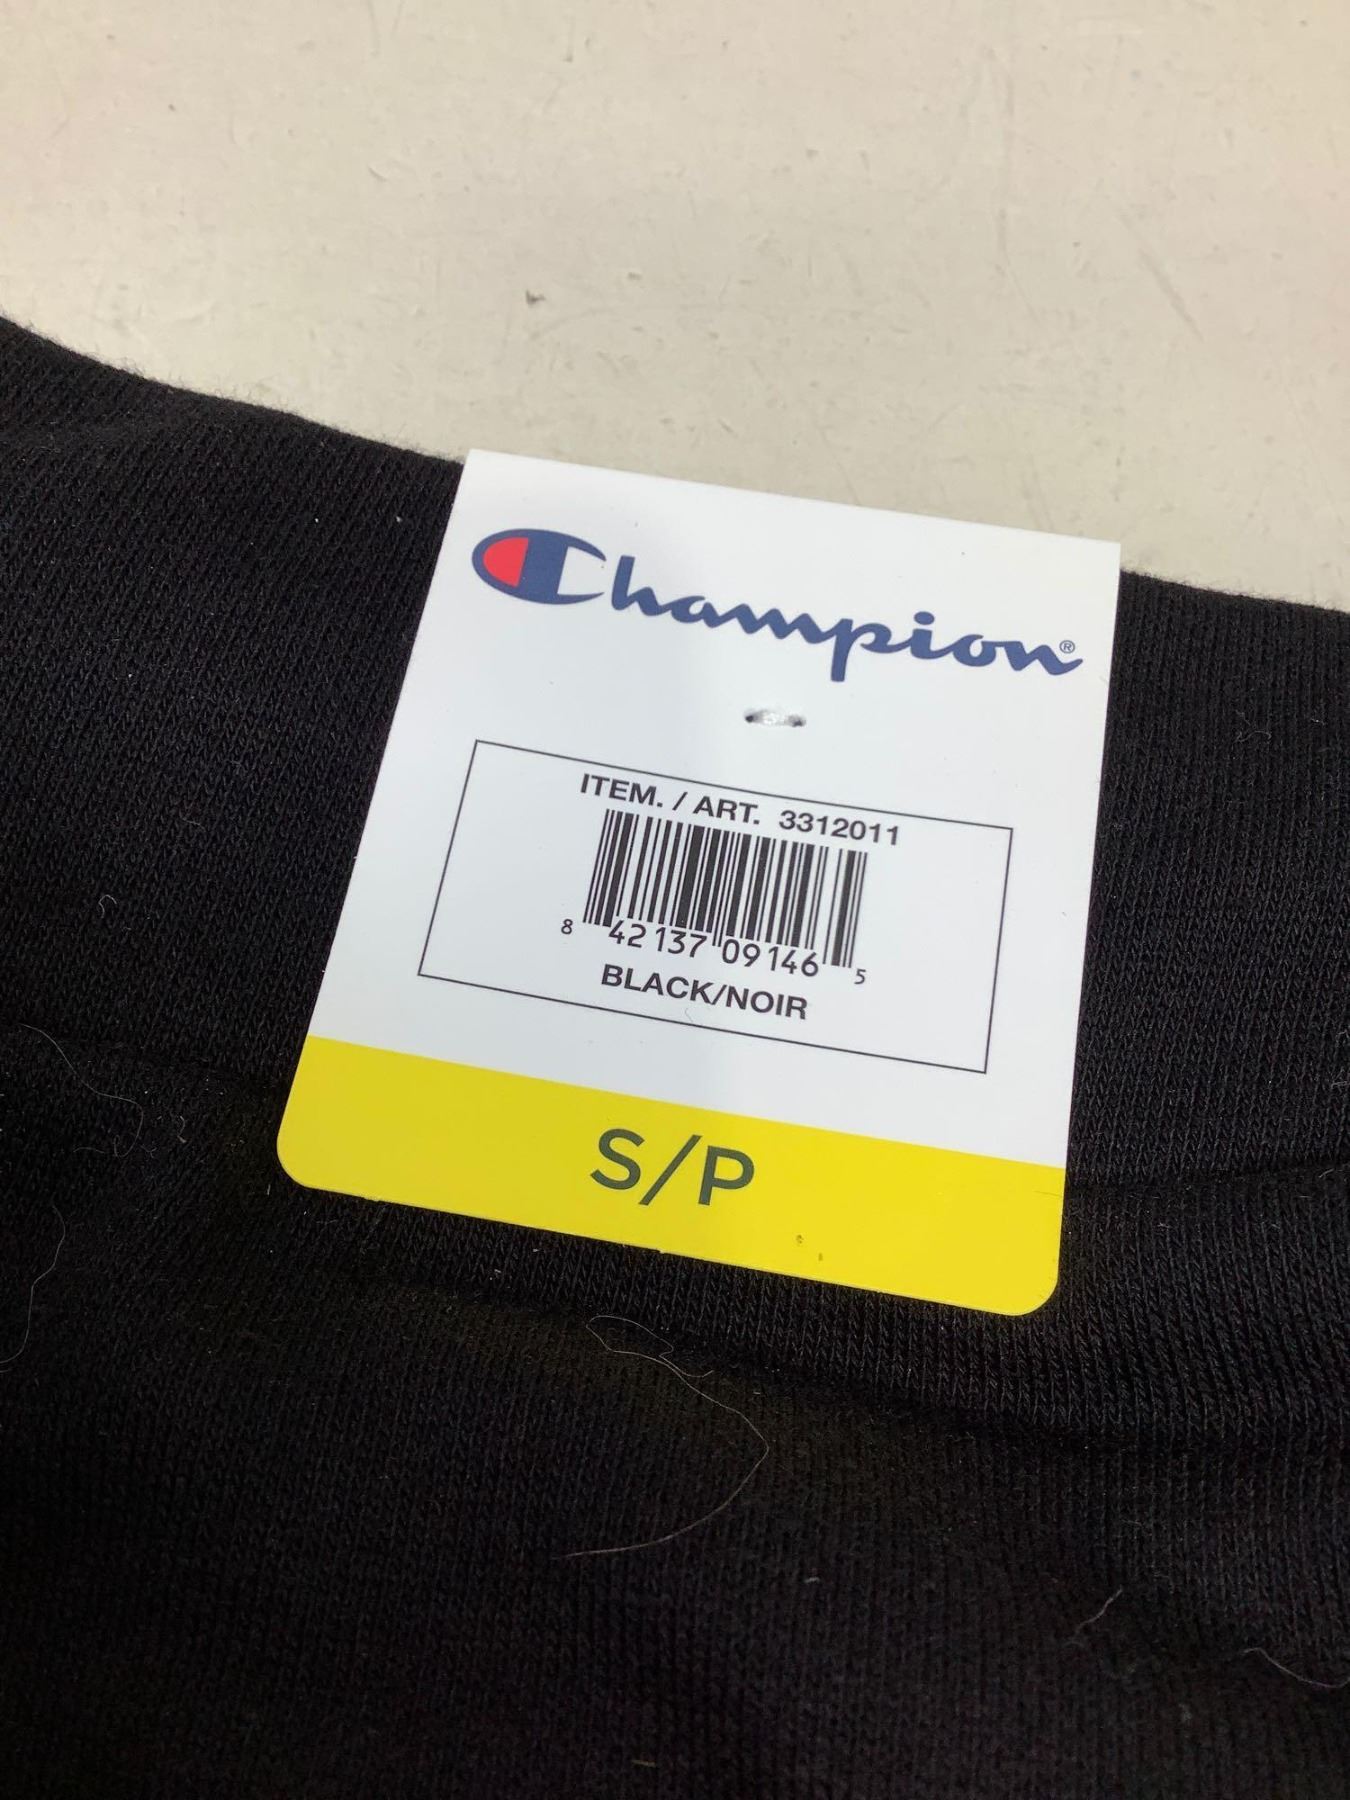 Champion®
ITEM. / ART. 3312011
8 42137 09146 5
BLACK/NOIR
S/P